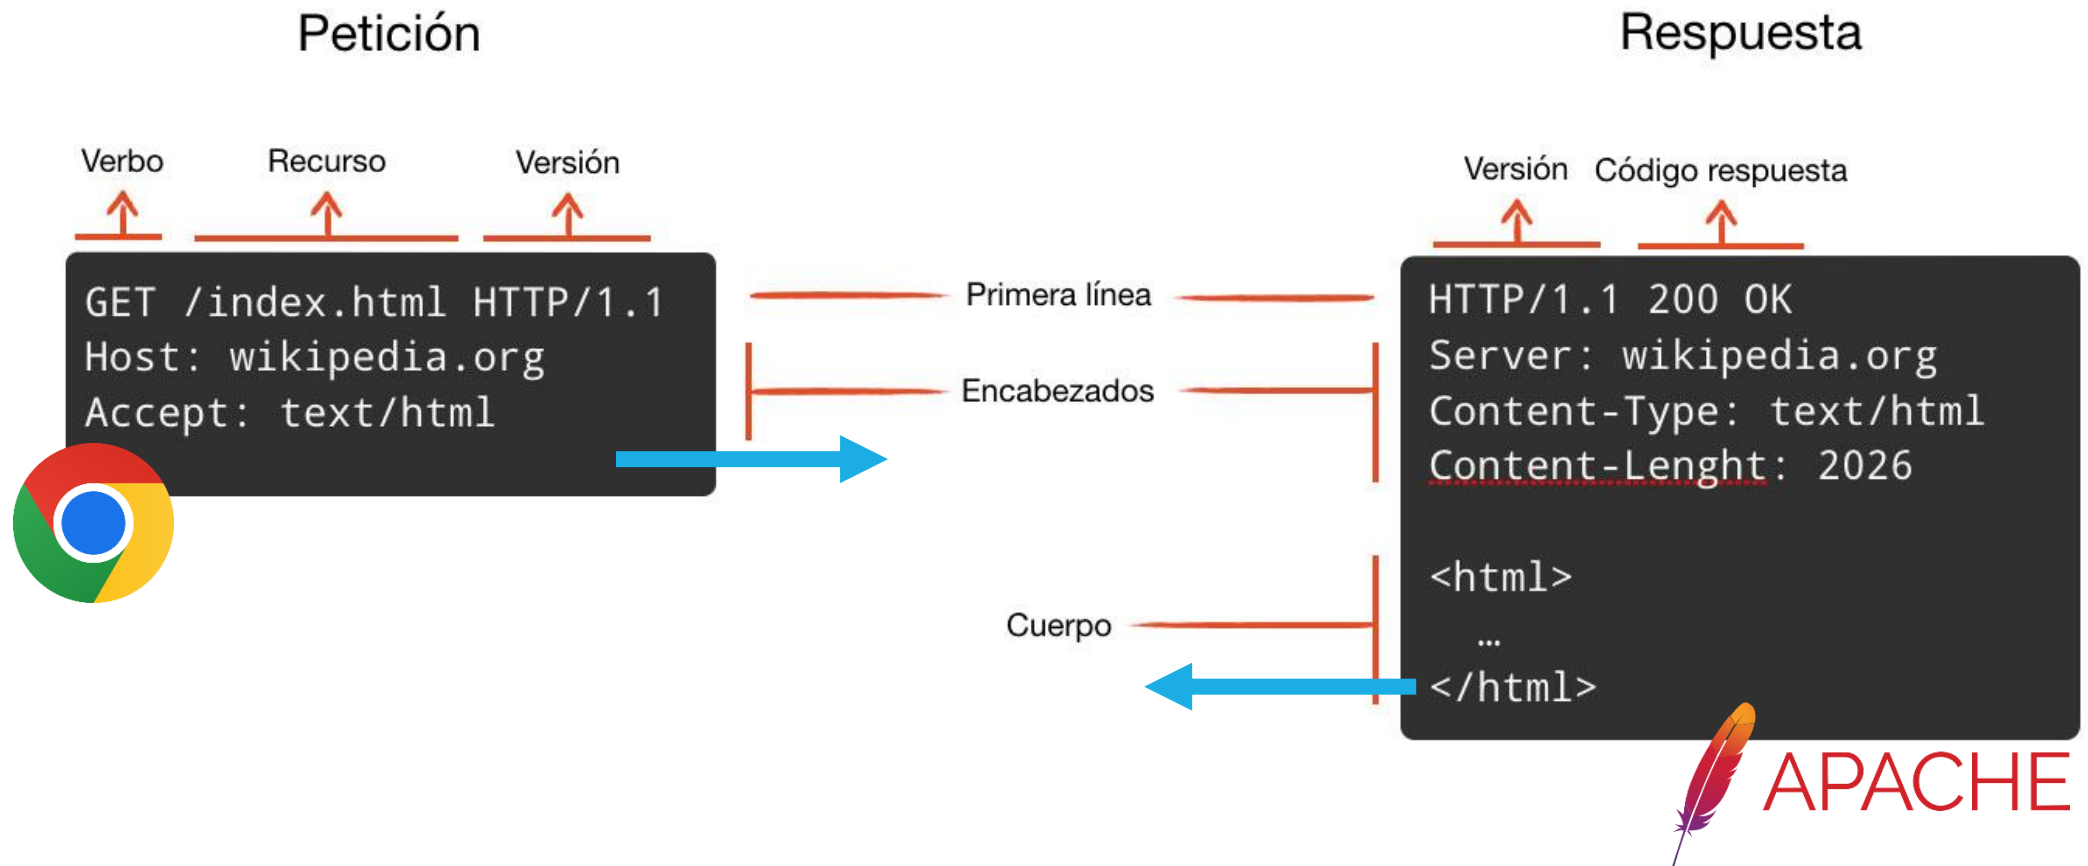 Petición
Respuesta
Verbo Recurso Versión
Versión Código respuesta
GET /index.html HTTP/1.1
Host: wikipedia.org
Accept: text/html
Primera línea
Encabezados
Cuerpo
HTTP/1.1 200 OK
Server: wikipedia.org
Content-Type: text/html
Content-Lenght: 2026
<html>
…
</html>
APACHE